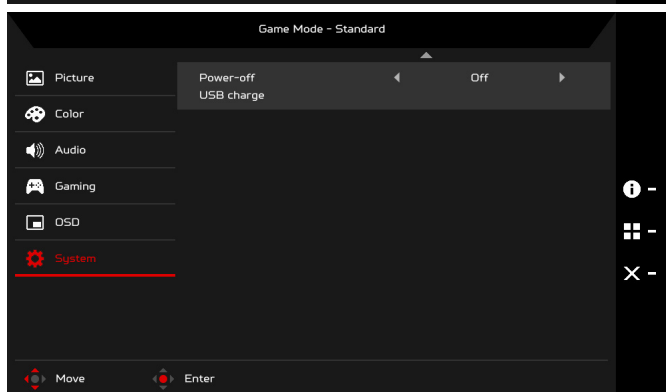 Game Mode - Standard
Picture
Power-off
USB charge
Off
Color
Audio
Gaming
OSD
System
Move
Enter